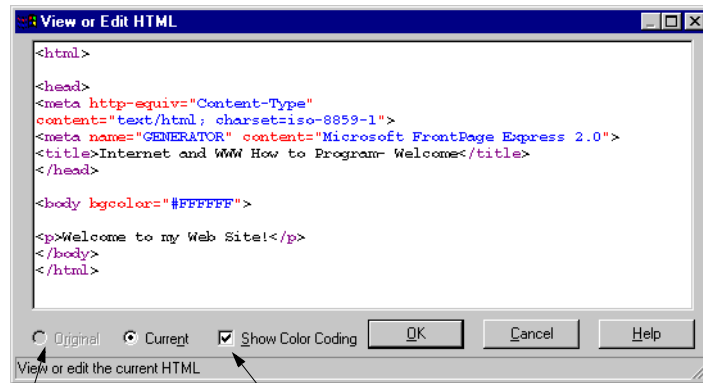 View or Edit HTML
<html>
<head>
<meta http-equiv="Content-Type"
content="text/html; charset=iso-8859-1">
<meta name="GENERATOR" content="Microsoft FrontPage Express 2.0">
<title>Internet and WWW How to Program- Welcome</title>
</head>
<body bgcolor="#FFFFFF">
<p>Welcome to my Web Site!</p>
</body>
</html>
Original Current Show Color Coding OK Cancel Help
View or edit the current HTML